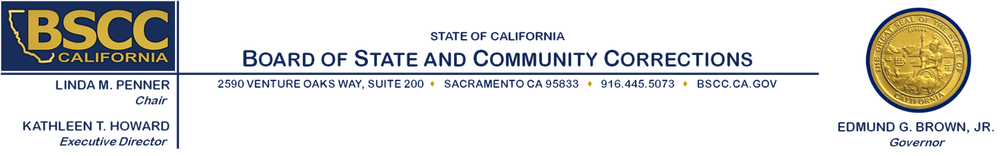 BSCC
CALIFORNIA
LINDA M. PENNER
Chair
KATHLEEN T. HOWARD
Executive Director
STATE OF CALIFORNIA
BOARD OF STATE AND COMMUNITY CORRECTIONS
2590 VENTURE OAKS WAY, SUITE 200 ♦ SACRAMENTO CA 95833 ♦ 916.445.5073 ♦ BSCC.CA.GOV
THE GREAT SEAL OF THE STATE OF CALIFORNIA
EUREKA
EDMUND G. BROWN, JR.
Governor